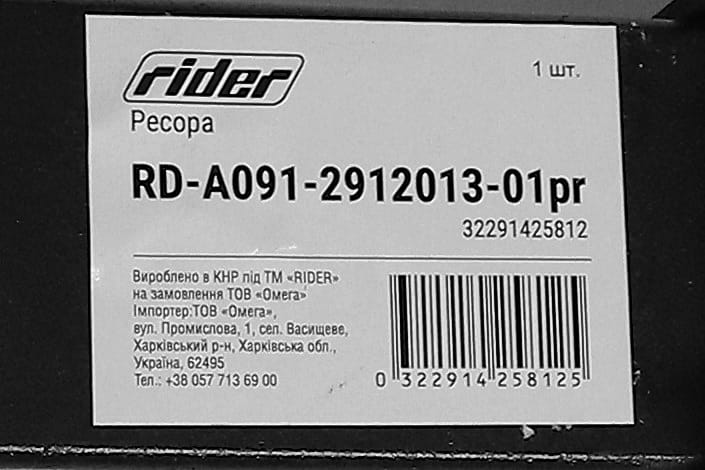 rider
1 шт.
Ресора
RD-A091-2912013-01pr
32291425812
Вироблено в КНР під ТМ «RIDER»
на замовлення ТОВ «Омега»
Імпортер:ТОВ «Омега»,
вул. Промислова, 1, сел. Васищеве,
Харківський р-н, Харківська обл.,
Україна, 62495
Тел.: +38 057 713 69 00
0 322914 258125